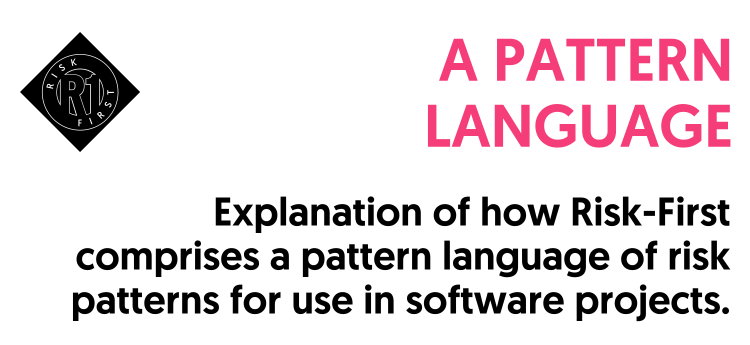 RISK
R1
FIRST
A PATTERN
LANGUAGE
Explanation of how Risk-First
comprises a pattern language of risk
patterns for use in software projects.